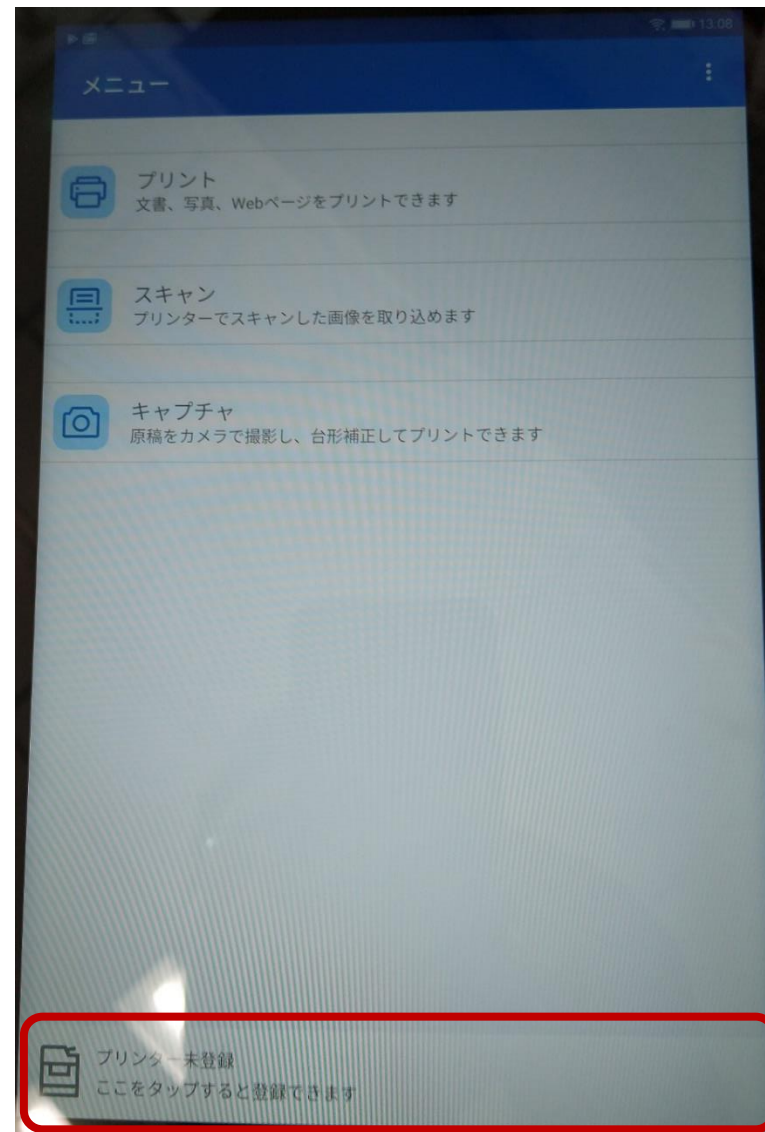 13:08
メニュー
プリント
文書、写真、Webページをプリントできます
スキャン
プリンターでスキャンした画像を取り込めます
キャプチャ
原稿をカメラで撮影し、台形補正してプリントできます
プリンター未登録
ここをタップすると登録できます